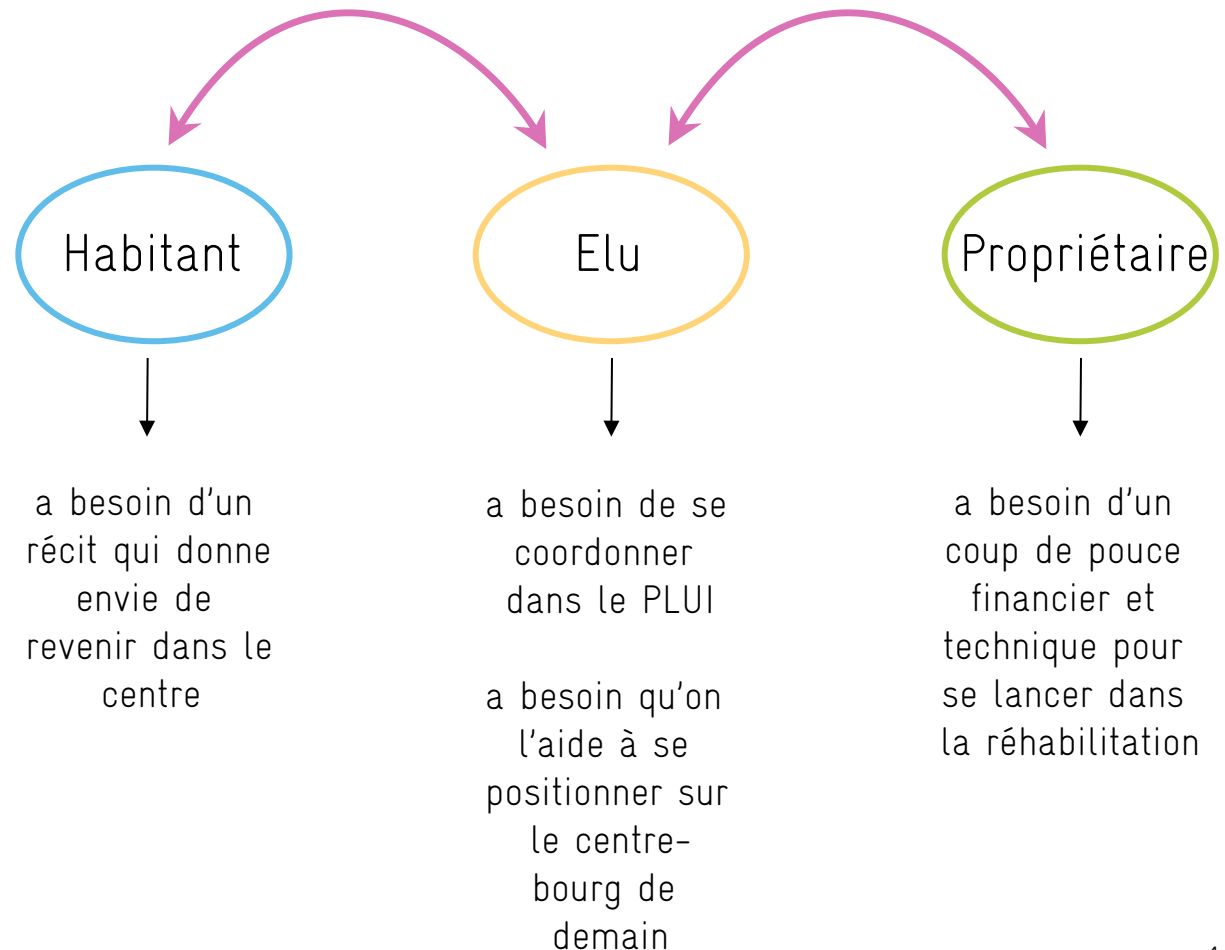 Habitant
Elu
Propriétaire
a besoin d'un
récit qui donne
envie de
revenir dans le
centre
a besoin de se
coordonner
dans le PLUI
a besoin qu'on
l'aide à se
positionner sur
le centre-
bourg de
demain
a besoin d'un
coup de pouce
financier et
technique pour
se lancer dans
la réhabilitation